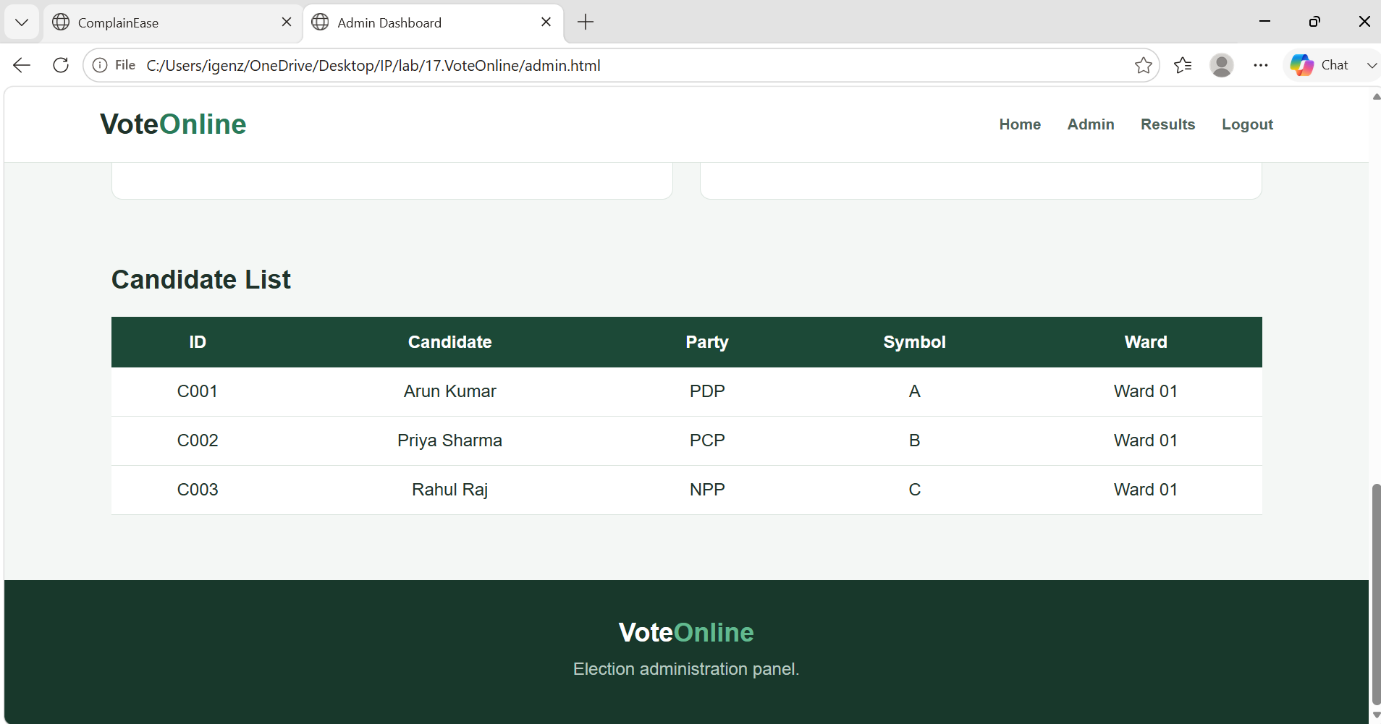 ComplainEase
Admin Dashboard
File C:/Users/igenz/OneDrive/Desktop/IP/lab/17.VoteOnline/admin.html
Chat
VoteOnline
Home Admin Results Logout
Candidate List
ID Candidate Party Symbol Ward
C001 Arun Kumar PDP A Ward 01
C002 Priya Sharma PCP B Ward 01
C003 Rahul Raj NPP C Ward 01
VoteOnline
Election administration panel.